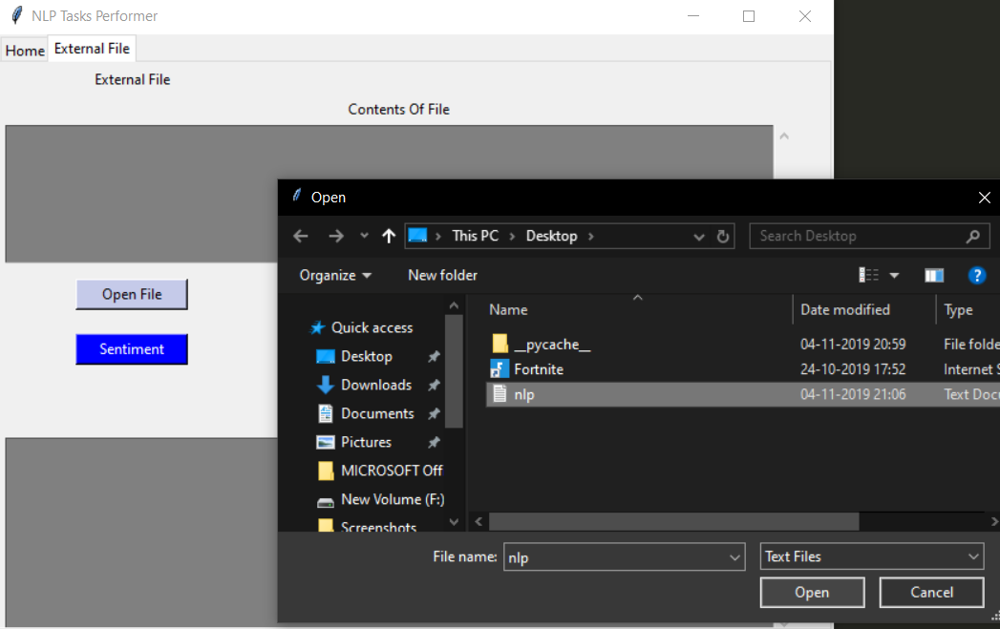 NLP Tasks Performer
Home
External File
External File
Contents Of File
Open File
Sentiment
Open
This PC
Desktop
Search Desktop
Organize
New folder
?
Name
Date modified
Type
Quick access
Desktop
Downloads
Documents
Pictures
MICROSOFT Off
New Volume (F:)
Screenshots
__pycache__ 04-11-2019 20:59 File folde
Fortnite 24-10-2019 17:52 Internet S
nlp 04-11-2019 21:06 Text Docu
File name: nlp
Text Files
Open
Cancel